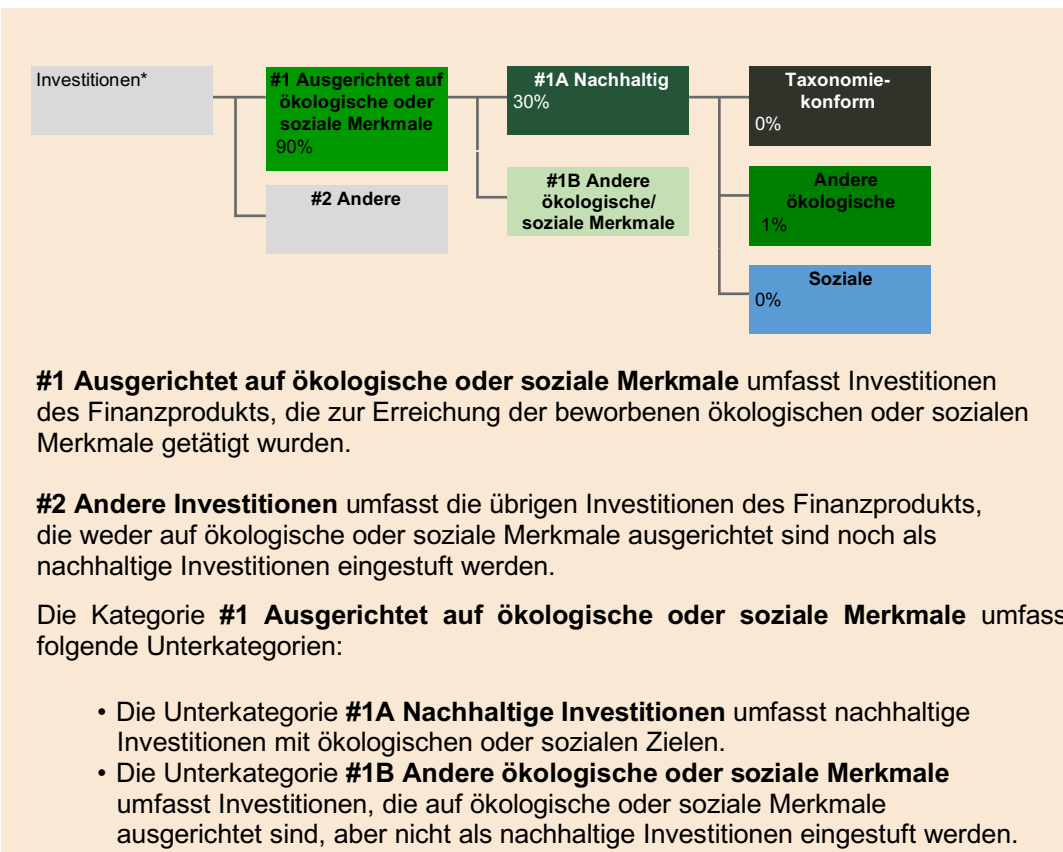 Investitionen*
#1 Ausgerichtet auf
ökologische oder
soziale Merkmale
90%
#2 Andere
#1A Nachhaltig
30%
#1B Andere
ökologische/
soziale Merkmale
Taxonomie-
konform
0%
Andere
ökologische
1%
Soziale
0%
#1 Ausgerichtet auf ökologische oder soziale Merkmale umfasst Investitionen
des Finanzprodukts, die zur Erreichung der beworbenen ökologischen oder sozialen
Merkmale getätigt wurden.
#2 Andere Investitionen umfasst die übrigen Investitionen des Finanzprodukts,
die weder auf ökologische oder soziale Merkmale ausgerichtet sind noch als
nachhaltige Investitionen eingestuft werden.
Die Kategorie #1 Ausgerichtet auf ökologische oder soziale Merkmale umfass
folgende Unterkategorien:
• Die Unterkategorie #1A Nachhaltige Investitionen umfasst nachhaltige
Investitionen mit ökologischen oder sozialen Zielen.
• Die Unterkategorie #1B Andere ökologische oder soziale Merkmale
umfasst Investitionen, die auf ökologische oder soziale Merkmale
ausgerichtet sind, aber nicht als nachhaltige Investitionen eingestuft werden.